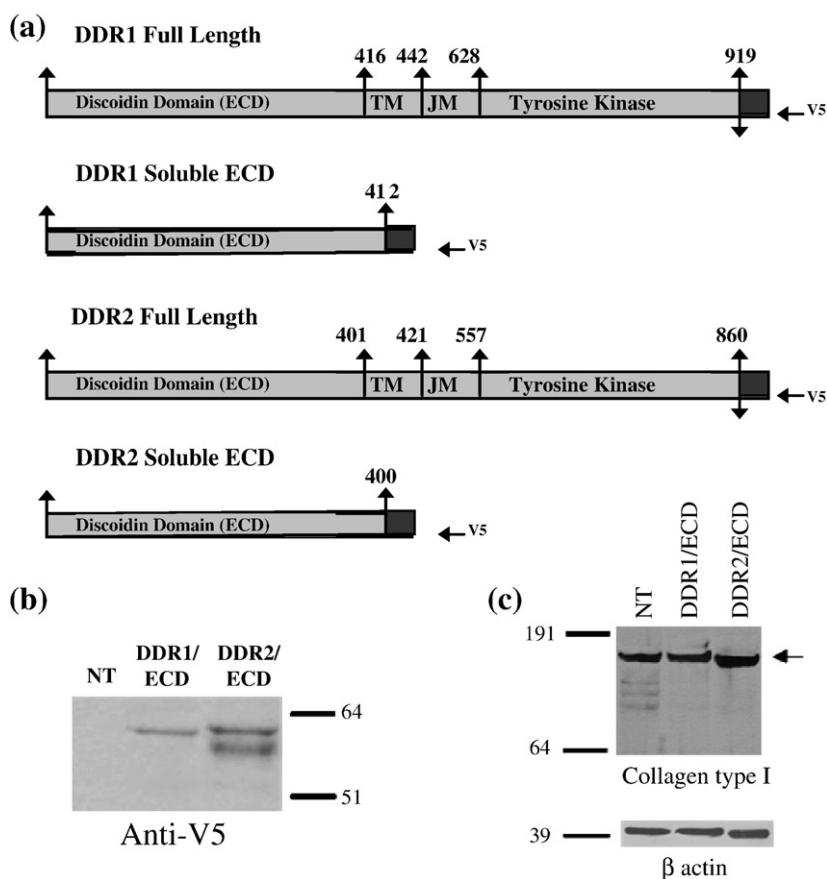 (a)
DDR1 Full Length
416 442 628 919
Discoidin Domain (ECD) TM JM Tyrosine Kinase
V5
DDR1 Soluble ECD
412
Discoidin Domain (ECD)
V5
DDR2 Full Length
401 421 557 860
Discoidin Domain (ECD) TM JM Tyrosine Kinase
V5
DDR2 Soluble ECD
400
Discoidin Domain (ECD)
V5
(b)
NT DDR1/ECD DDR2/ECD
64
51
Anti-V5
(c)
NT DDR1/ECD DDR2/ECD
191
64
Collagen type I
39
β actin